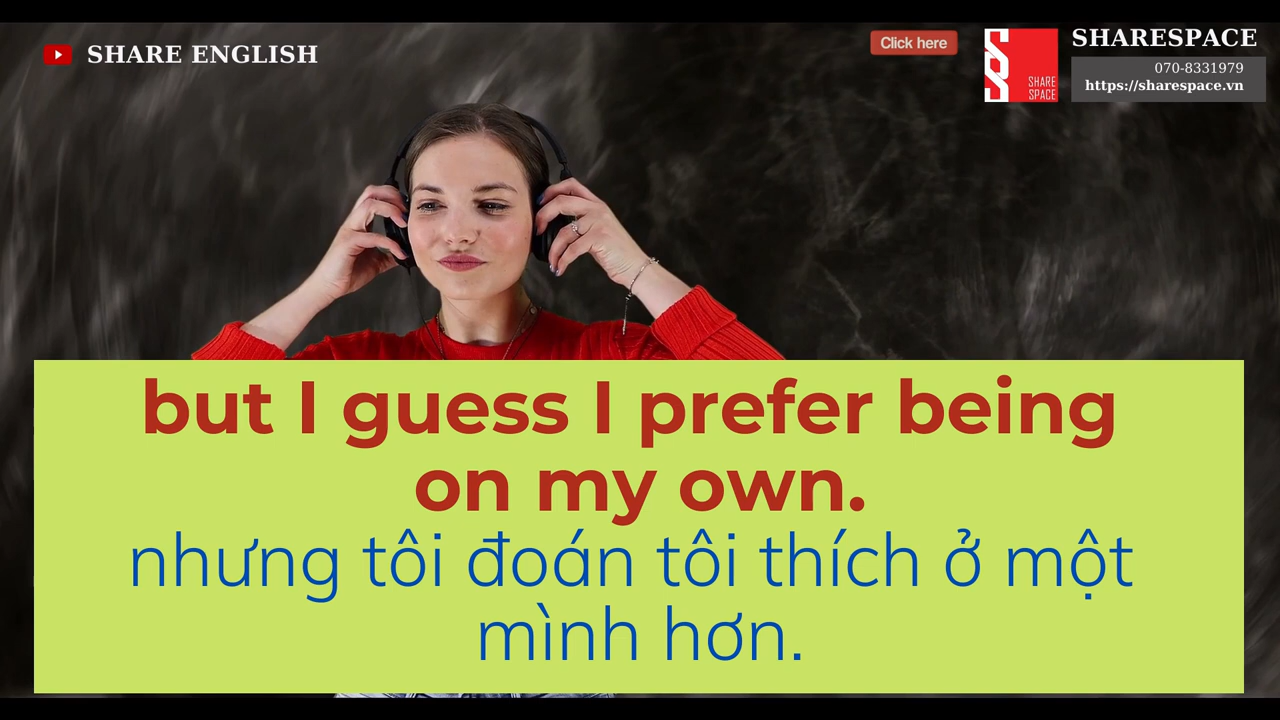 SHARE ENGLISH
Click here
SHARE
SPACE
SHARESPACE
070-8331979
https://sharespace.vn
but I guess I prefer being
on my own.
nhưng tôi đoán tôi thích ở một
mình hơn.